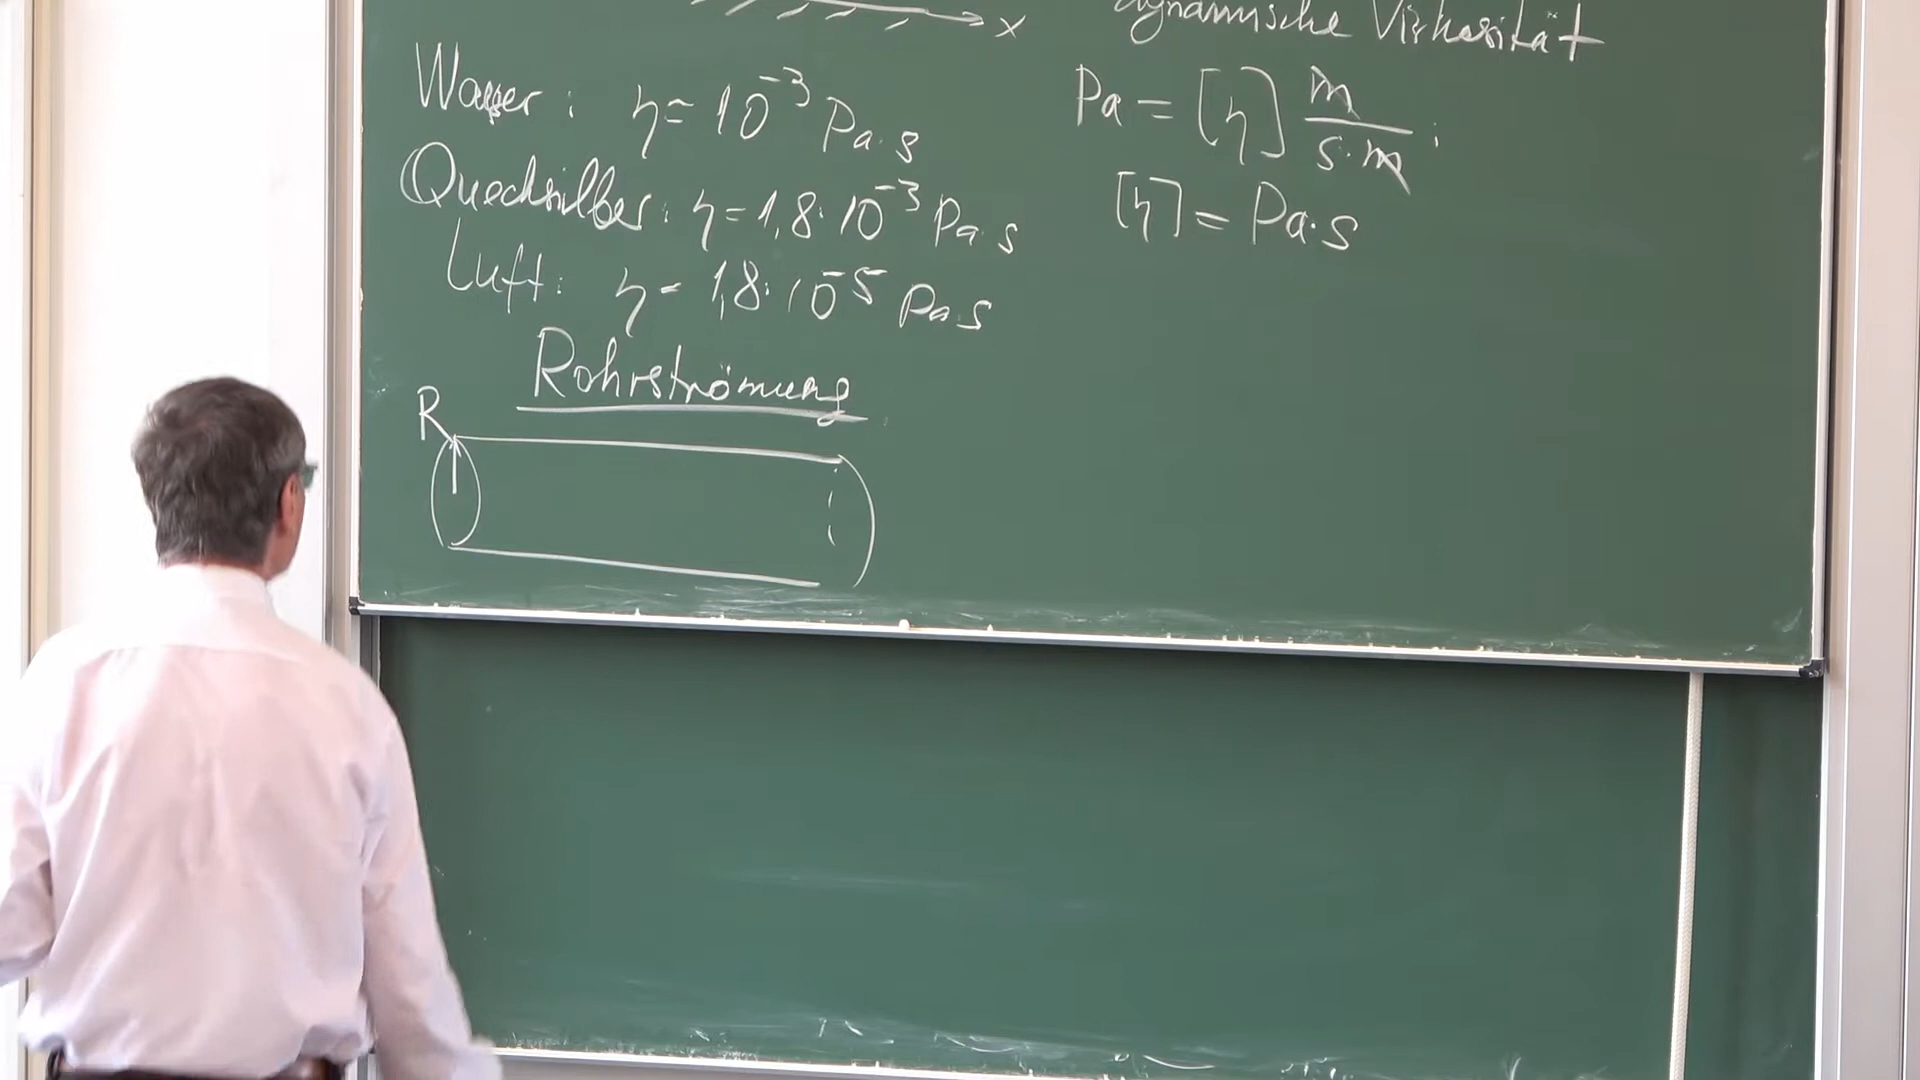 x
dynamische Viskosität
Wasser: η = 10⁻³ Pa·s
Pa = [η] m/(s·m);
Quecksilber: η = 1,8·10⁻³ Pa·s
[η] = Pa·s
Luft: η = 1,8·10⁻⁵ Pa·s
Rohrströmung
R